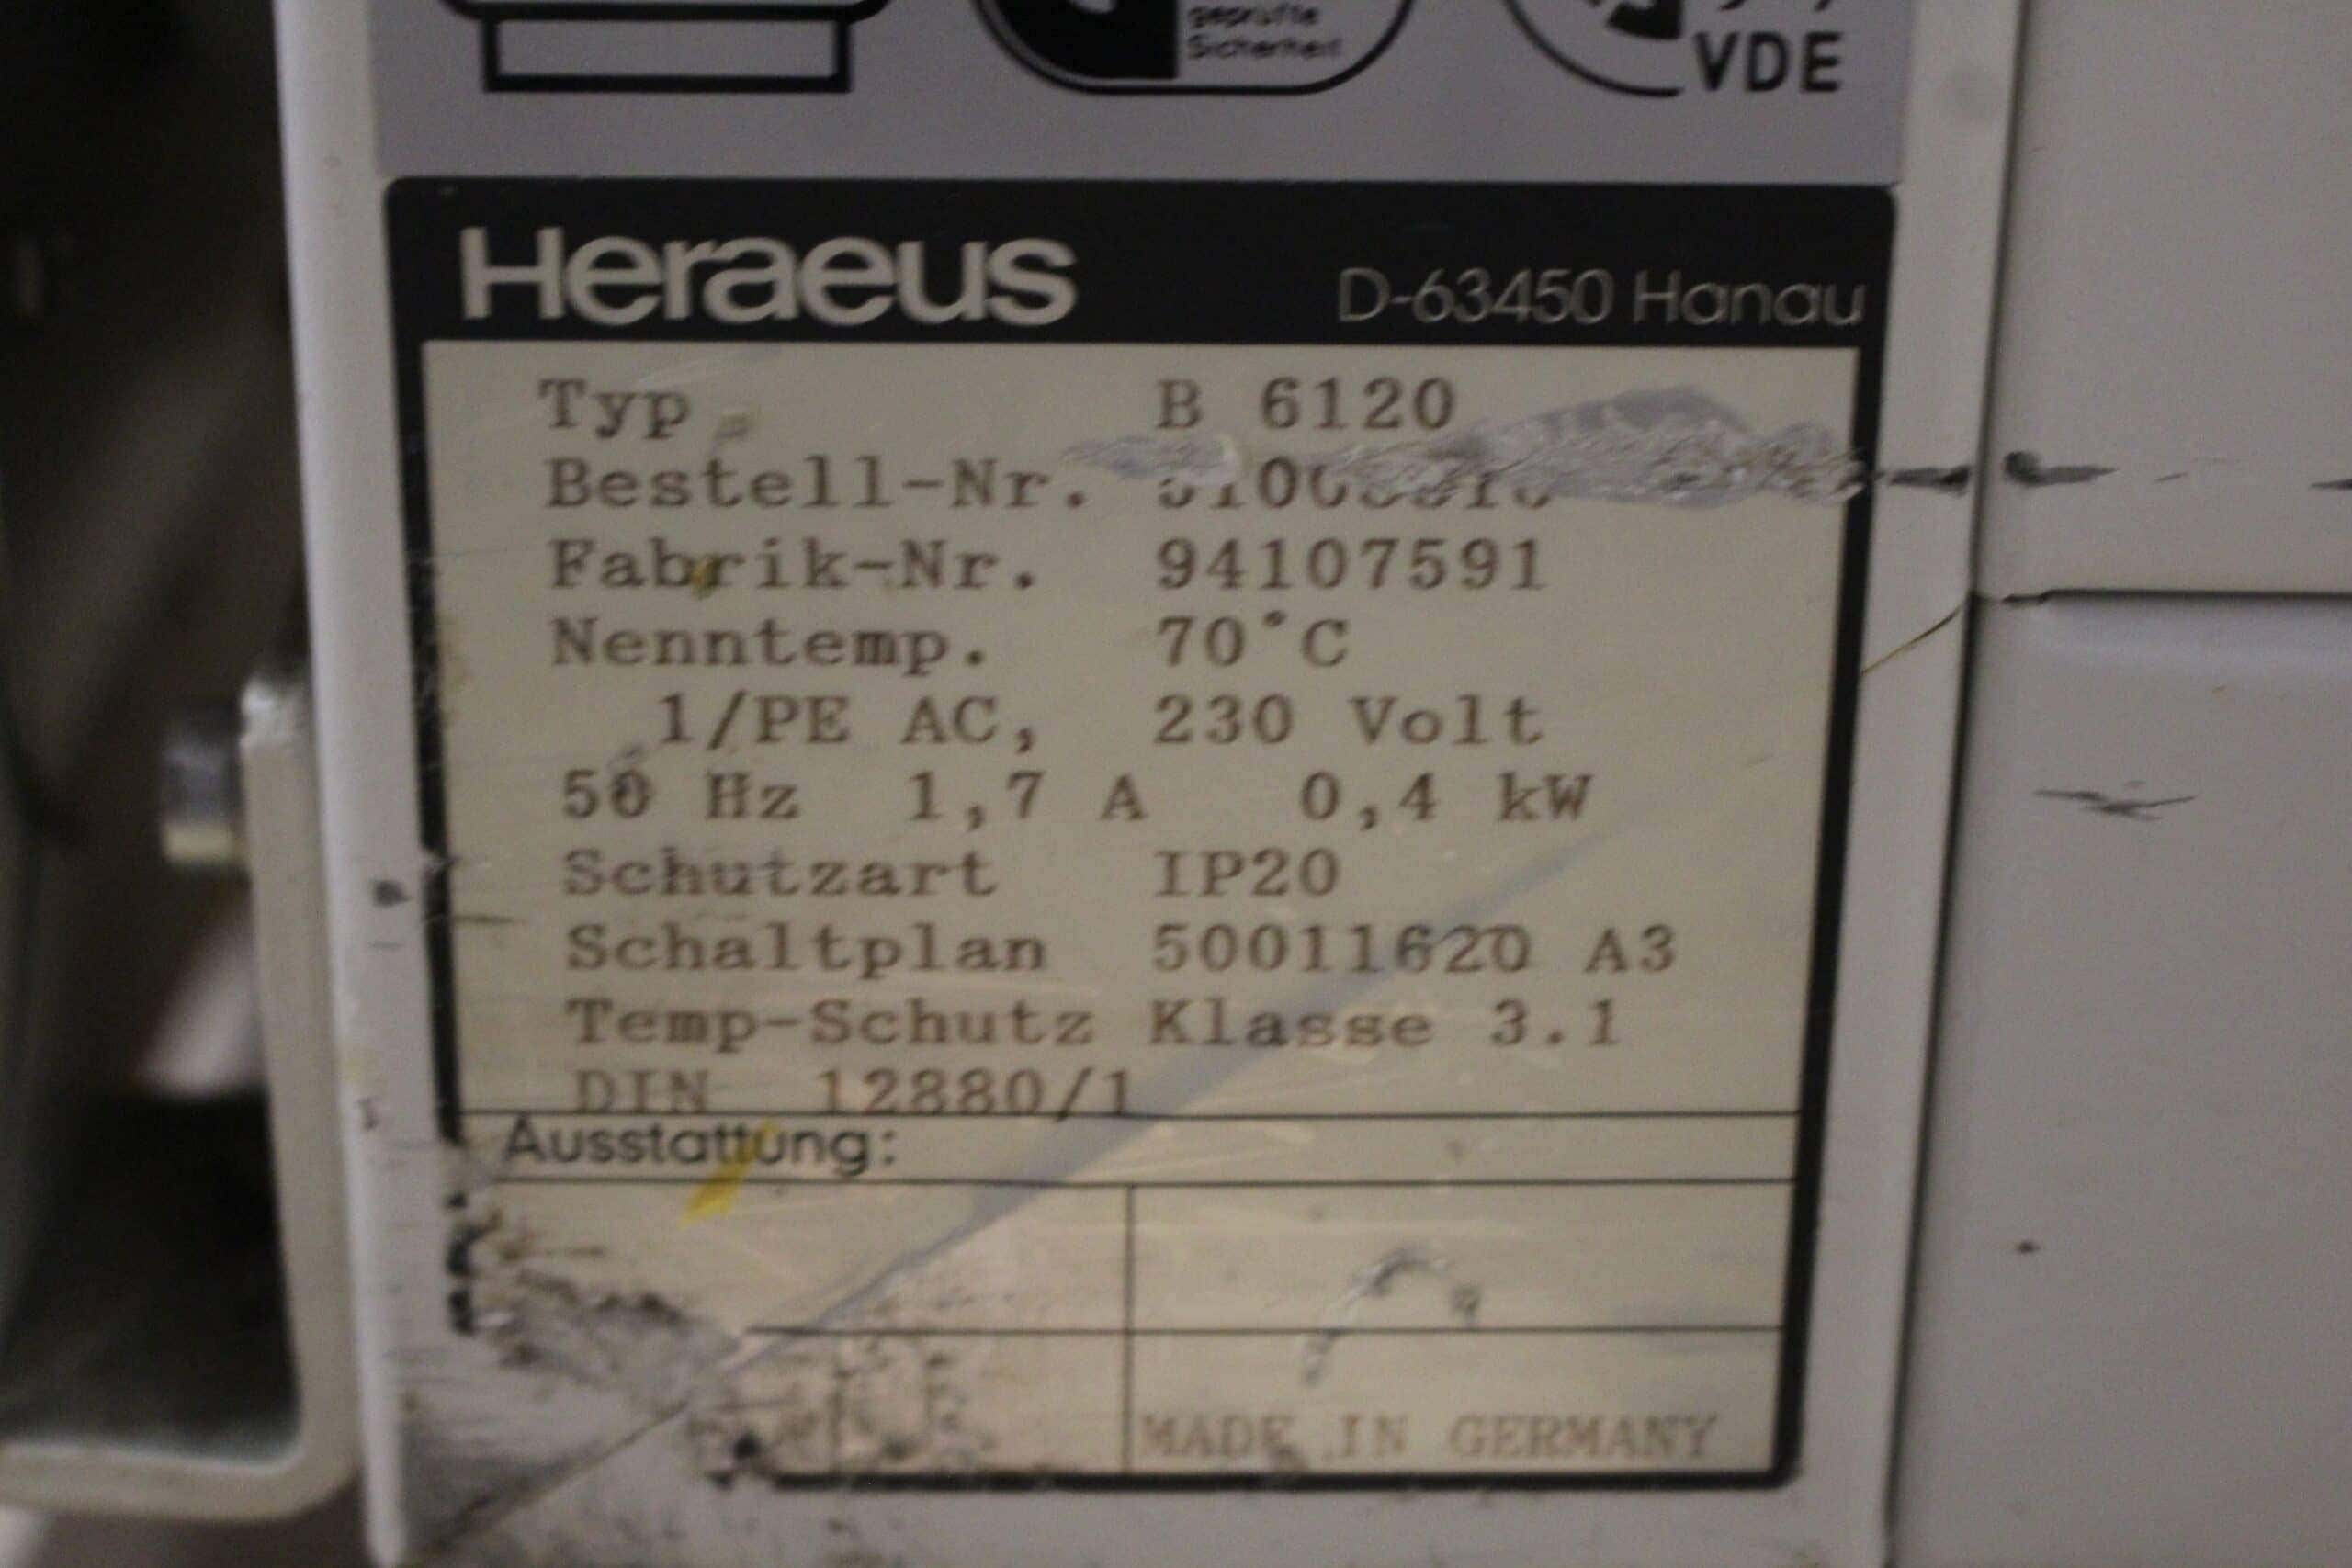 geprüfte
Sicherheit
VDE
Heraeus
D-63450 Hanau
Typ B 6120
Bestell-Nr.
Fabrik-Nr. 94107591
Nenntemp. 70°C
1/PE AC, 230 Volt
50 Hz 1,7 A 0,4 kW
Schutzart IP20
Schaltplan 50011620 A3
Temp-Schutz Klasse 3.1
DIN 12880/1
Ausstattung:
MADE IN GERMANY